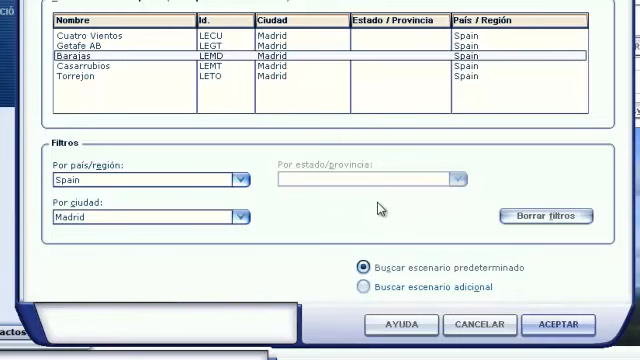 CCIÓ
Nombre Id. Ciudad Estado / Provincia País / Región
Cuatro Vientos LECU Madrid Spain
Getafe AB LEGT Madrid Spain
Barajas LEMD Madrid Spain
Casarrubios LEMT Madrid Spain
Torrejon LETO Madrid Spain
Filtros
Por país/región: Por estado/provincia:
Spain
Por ciudad:
Madrid Borrar filtros
Buscar escenario predeterminado
Buscar escenario adicional
actos AYUDA CANCELAR ACEPTAR